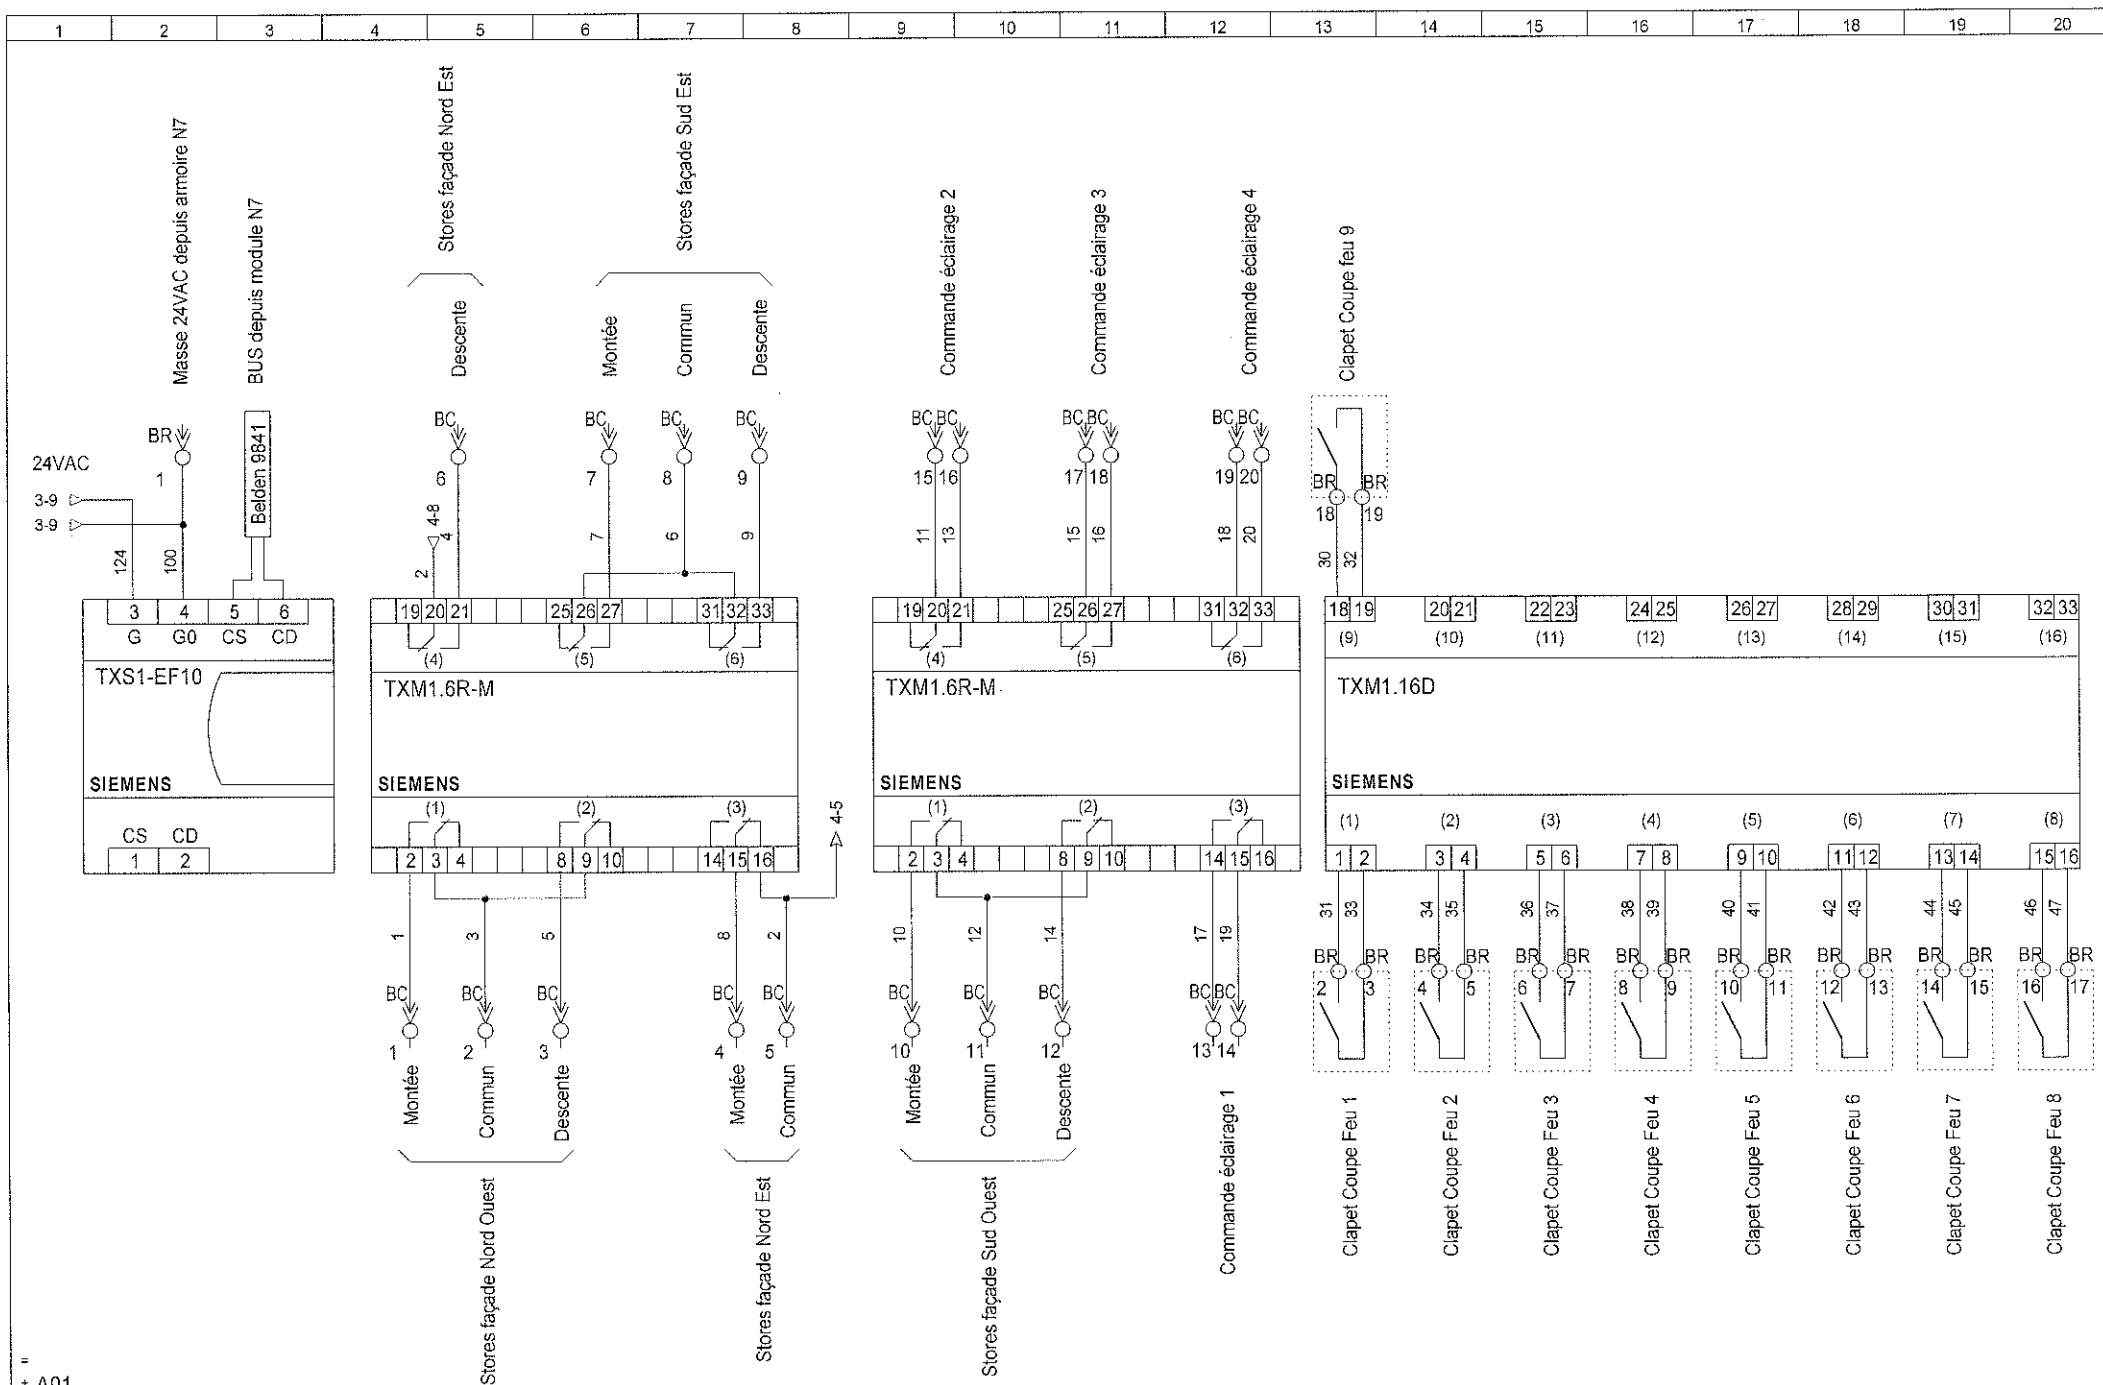 1 2 3 4 5 6 7 8 9 10 11 12 13 14 15 16 17 18 19 20
Masse 24VAC depuis armoire N7
BUS depuis module N7
Stores façade Nord Est
Stores façade Sud Est
Descente
Montée
Commun
Descente
Commande éclairage 2
Commande éclairage 3
Commande éclairage 4
Clapet Coupe feu 9
BR
Belden 9841
BC BC BC BC
BC BC BC BC BC BC
24VAC
1
6 7 8 9
15 16 17 18 19 20
BR BR
18 19
3-9
3-9
4-8
124 100
2 4 7 6 9
11 13 15 16 18 20
30 32
3 4 5 6
G G0 CS CD
19 20 21 25 26 27 31 32 33
(4) (5) (6)
19 20 21 25 26 27 31 32 33
(4) (5) (6)
18 19 20 21 22 23 24 25 26 27 28 29 30 31 32 33
(9) (10) (11) (12) (13) (14) (15) (16)
TXS1-EF10
TXM1.6R-M
TXM1.6R-M
TXM1.16D
SIEMENS
SIEMENS
SIEMENS
SIEMENS
CS CD
1 2
(1) (2) (3)
2 3 4 8 9 10 14 15 16
4-5
(1) (2) (3)
2 3 4 8 9 10 14 15 16
(1) (2) (3) (4) (5) (6) (7) (8)
1 2 3 4 5 6 7 8 9 10 11 12 13 14 15 16
1 3 5 8 2
10 12 14 17 19
31 33 34 35 36 37 38 39 40 41 42 43 44 45 46 47
BC BC BC BC BC
BC BC BC BC BC
BR BR BR BR BR BR BR BR BR BR BR BR BR BR BR BR
2 3 4 5 6 7 8 9 10 11 12 13 14 15 16 17
1 2 3 4 5
10 11 12 13 14
Montée
Commun
Descente
Montée
Commun
Montée
Commun
Descente
Stores façade Nord Ouest
Stores façade Nord Est
Stores façade Sud Ouest
Commande éclairage 1
Clapet Coupe Feu 1
Clapet Coupe Feu 2
Clapet Coupe Feu 3
Clapet Coupe Feu 4
Clapet Coupe Feu 5
Clapet Coupe Feu 6
Clapet Coupe Feu 7
Clapet Coupe Feu 8
=
+ A01